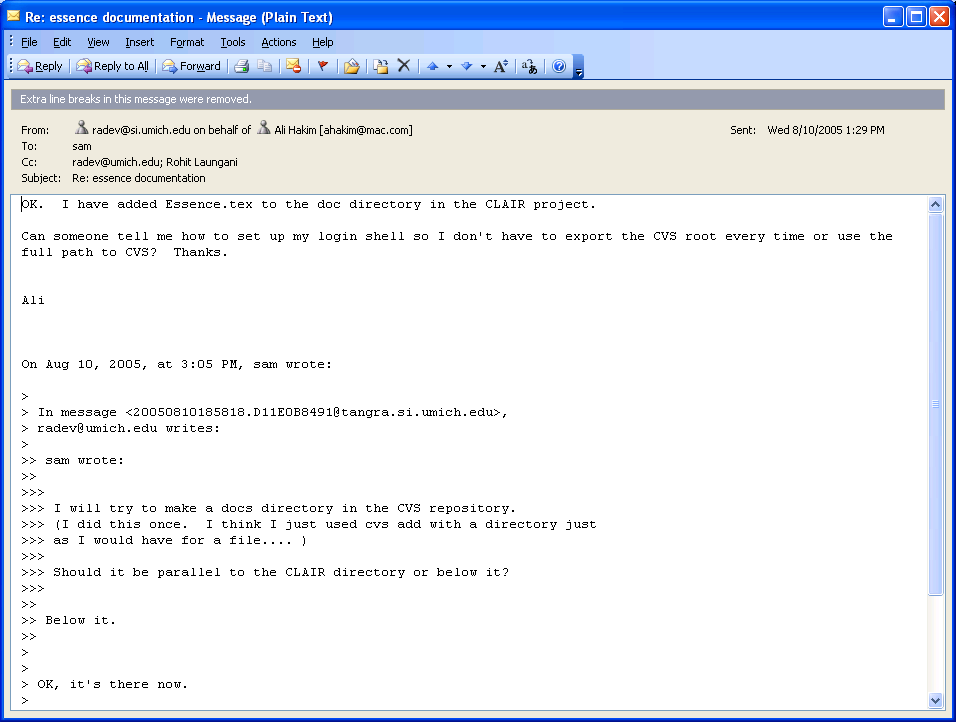 Re: essence documentation - Message (Plain Text)
File Edit View Insert Format Tools Actions Help
Reply Reply to All Forward
Extra line breaks in this message were removed.
From: radev@si.umich.edu on behalf of Ali Hakim [ahakim@mac.com] Sent: Wed 8/10/2005 1:29 PM
To: sam
Cc: radev@umich.edu; Rohit Laungani
Subject: Re: essence documentation
OK.  I have added Essence.tex to the doc directory in the CLAIR project.
Can someone tell me how to set up my login shell so I don't have to export the CVS root every time or use the
full path to CVS?  Thanks.
Ali
On Aug 10, 2005, at 3:05 PM, sam wrote:
>
> In message <20050810185818.D11E0B8491@tangra.si.umich.edu>,
> radev@umich.edu writes:
>
>> sam wrote:
>>
>>>
>>> I will try to make a docs directory in the CVS repository.
>>> (I did this once.  I think I just used cvs add with a directory just
>>> as I would have for a file.... )
>>>
>>> Should it be parallel to the CLAIR directory or below it?
>>>
>>
>> Below it.
>>
>
>
> OK, it's there now.
>